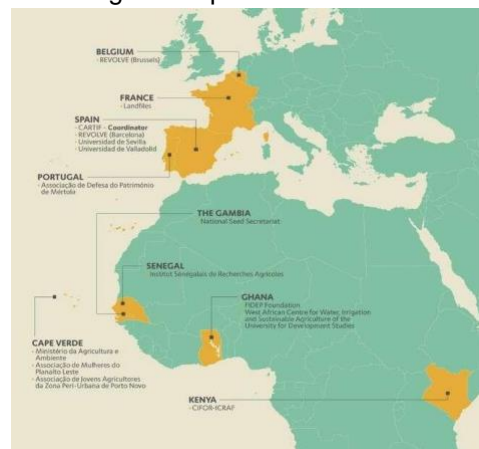 BELGIUM
- REVOLVE (Brussels)
FRANCE
- Landfiles
SPAIN
- CARTIF - Coordinator
- REVOLVE (Barcelona)
- Universidad de Sevilla
- Universidad de Valladolid
PORTUGAL
- Associação de Defesa do Património
de Mértola
THE GAMBIA
National Seed Secretariat
SENEGAL
Institut Sénégalais de Recherches Agricoles
GHANA
FIDEP Foundation
West African Centre for Water, Irrigation
and Sustainable Agriculture of the
University for Development Studies
CAPE VERDE
- Ministério da Agricultura e
Ambiente
- Associação de Mulheres do
Planalto Leste
- Associação de Jovens Agricultores
da Zona Peri-Urbana de Porto Novo
KENYA
- CIFOR-ICRAF